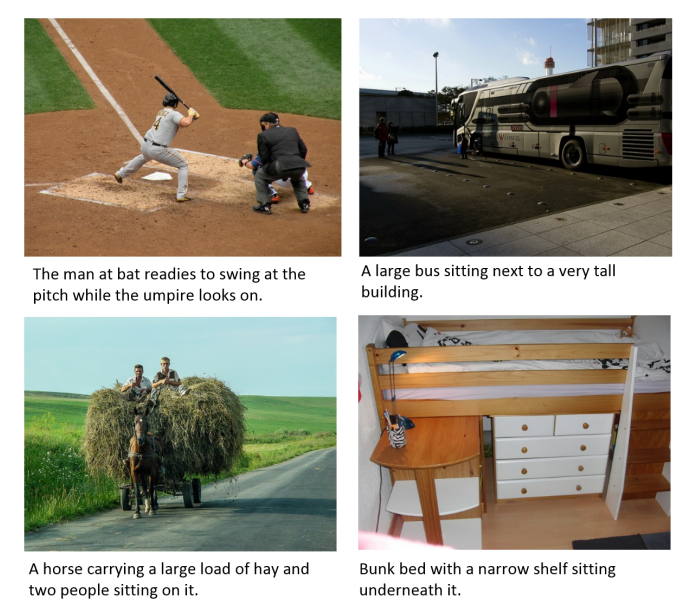 The man at bat readies to swing at the
pitch while the umpire looks on.
A large bus sitting next to a very tall
building.
A horse carrying a large load of hay and
two people sitting on it.
Bunk bed with a narrow shelf sitting
underneath it.